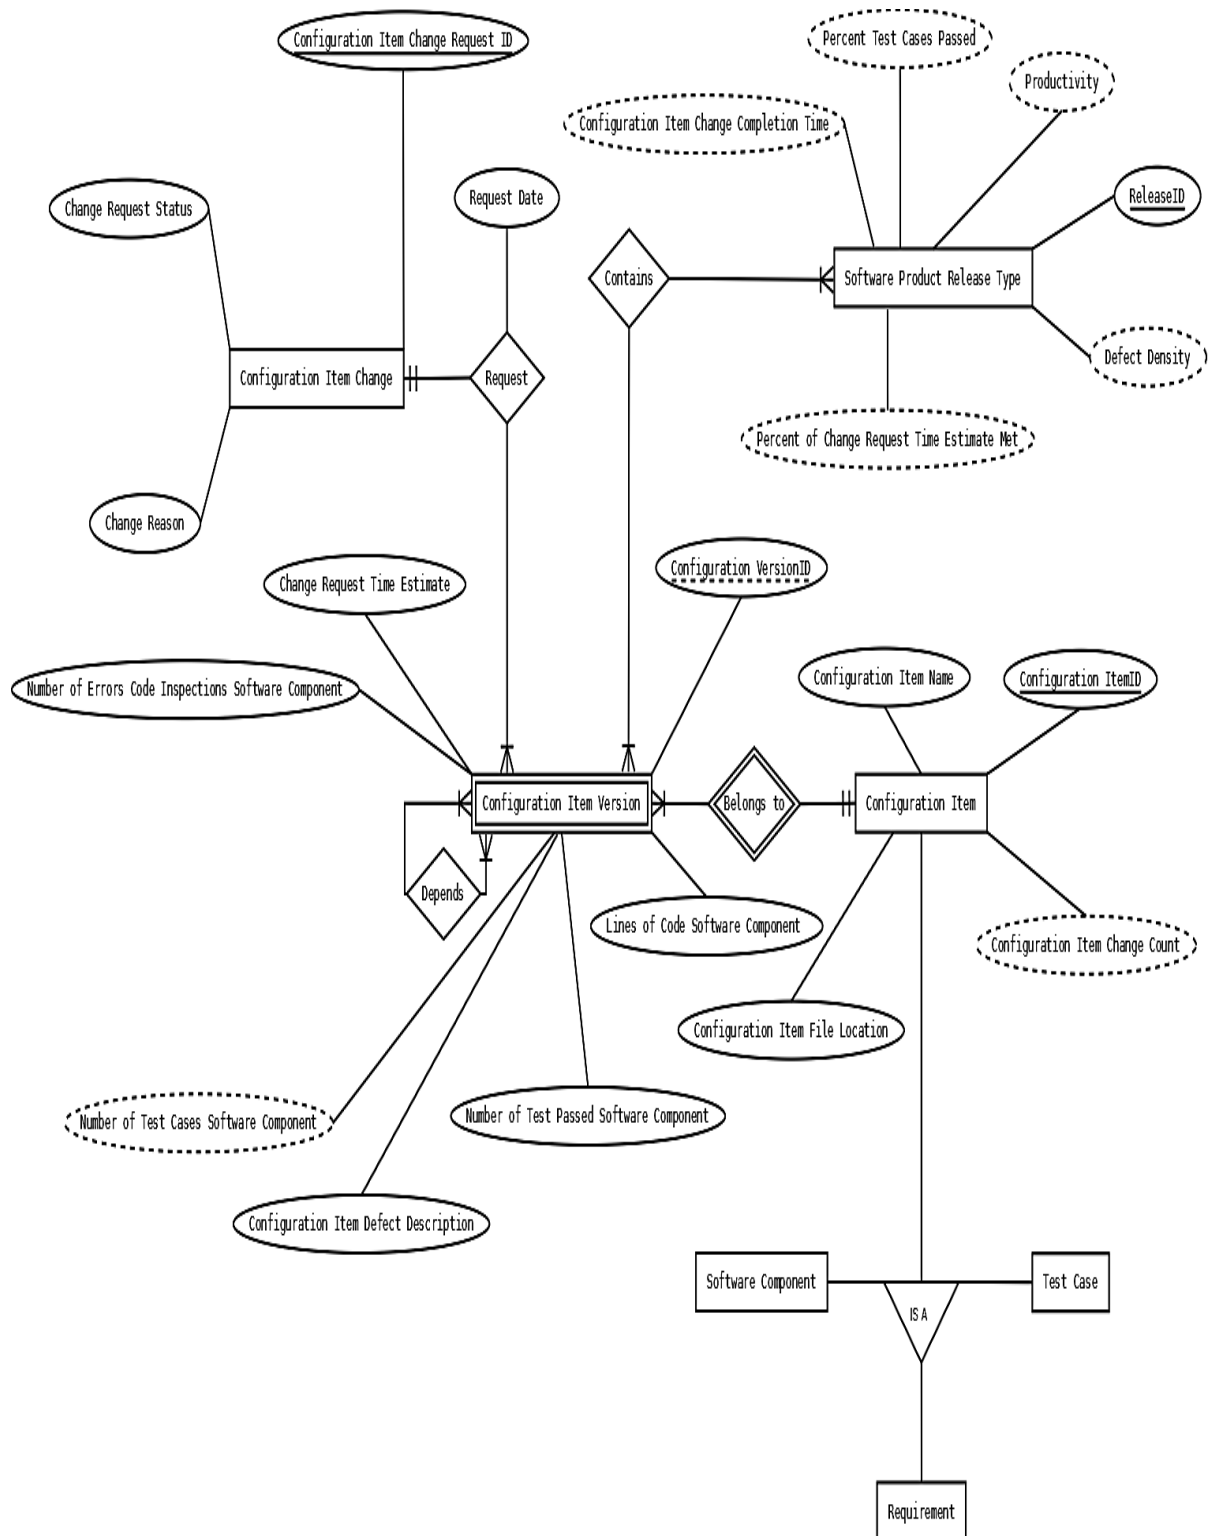 Configuration Item Change Request ID
Percent Test Cases Passed
Productivity
Configuration Item Change Completion Time
Request Date
ReleaseID
Change Request Status
Contains
Software Product Release Type
Defect Density
Configuration Item Change
Request
Percent of Change Request Time Estimate Met
Change Reason
Configuration VersionID
Change Request Time Estimate
Configuration Item Name
Configuration ItemID
Number of Errors Code Inspections Software Component
Configuration Item Version
Belongs to
Configuration Item
Depends
Lines of Code Software Component
Configuration Item Change Count
Configuration Item File Location
Number of Test Cases Software Component
Number of Test Passed Software Component
Configuration Item Defect Description
Software Component
Test Case
IS A
Requirement